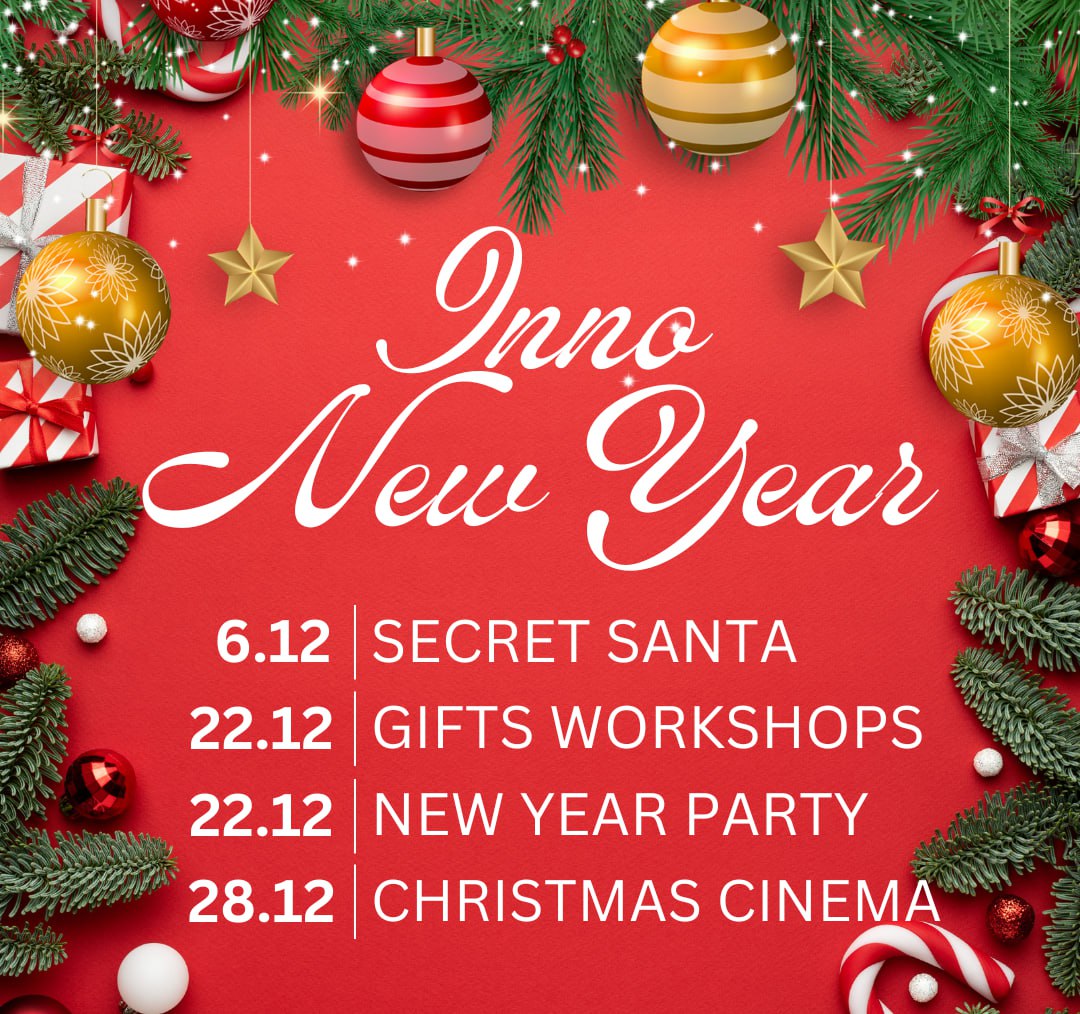 Inno
New Year
6.12 SECRET SANTA
22.12 GIFTS WORKSHOPS
22.12 NEW YEAR PARTY
28.12 CHRISTMAS CINEMA